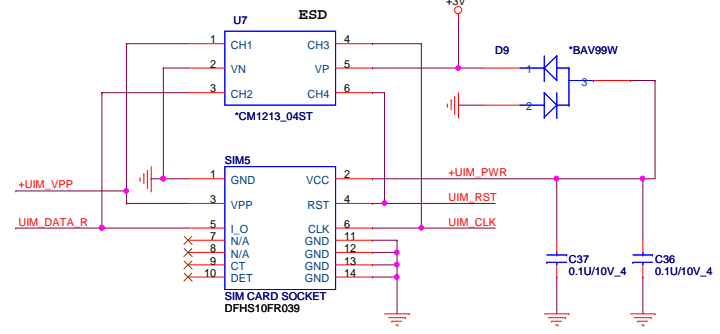 +3V
ESD
U7
1 CH1 CH3 4
2 VN VP 5
3 CH2 CH4 6
*CM1213_04ST
D9 *BAV99W
1
3
2
SIM5
1 GND VCC 2
3 VPP RST 4
5 I_O CLK 6
7 N/A GND 11
8 N/A GND 12
9 CT GND 13
10 DET GND 14
SIM CARD SOCKET
DFHS10FR039
+UIM_VPP
UIM_DATA_R
+UIM_PWR
UIM_RST
UIM_CLK
C37
0.1U/10V_4
C36
0.1U/10V_4